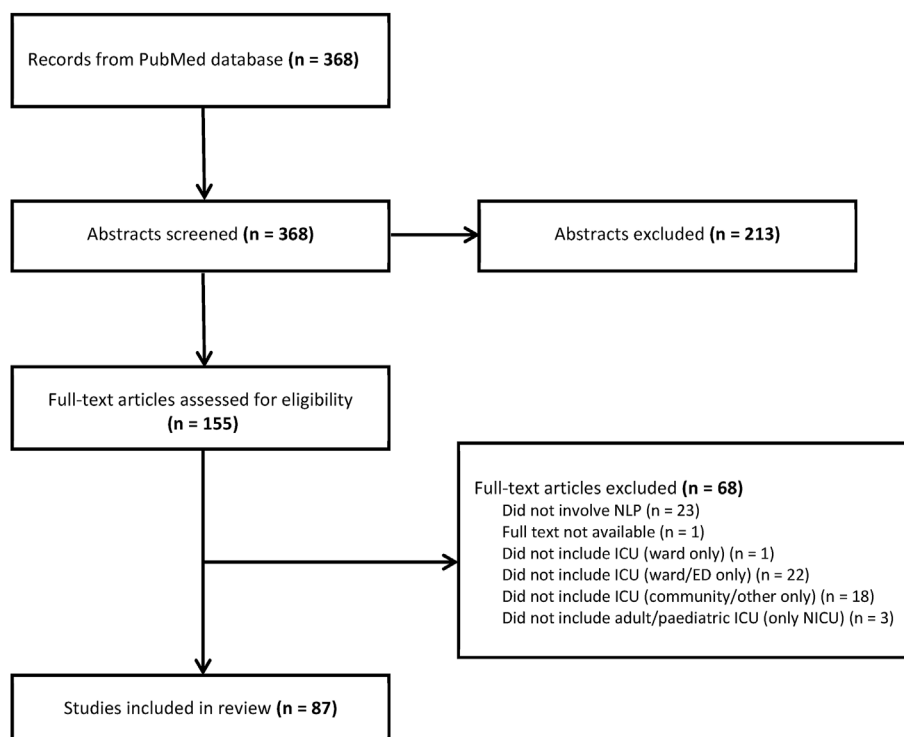 Records from PubMed database (n = 368)
Abstracts screened (n = 368)
Abstracts excluded (n = 213)
Full-text articles assessed for eligibility
(n = 155)
Full-text articles excluded (n = 68)
Did not involve NLP (n = 23)
Full text not available (n = 1)
Did not include ICU (ward only) (n = 1)
Did not include ICU (ward/ED only) (n = 22)
Did not include ICU (community/other only) (n = 18)
Did not include adult/paediatric ICU (only NICU) (n = 3)
Studies included in review (n = 87)